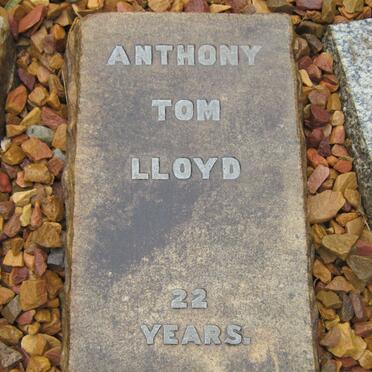 ANTHONY
TOM
LLOYD
22
YEARS.